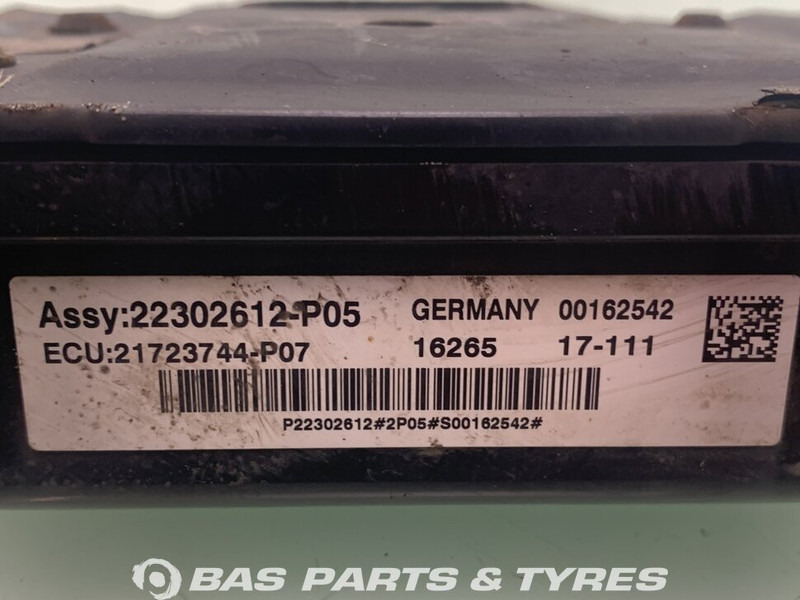 Assy:22302612-P05 GERMANY 00162542
ECU:21723744-P07 16265 17-111
P22302612#2P05#S00162542#
BAS PARTS & TYRES